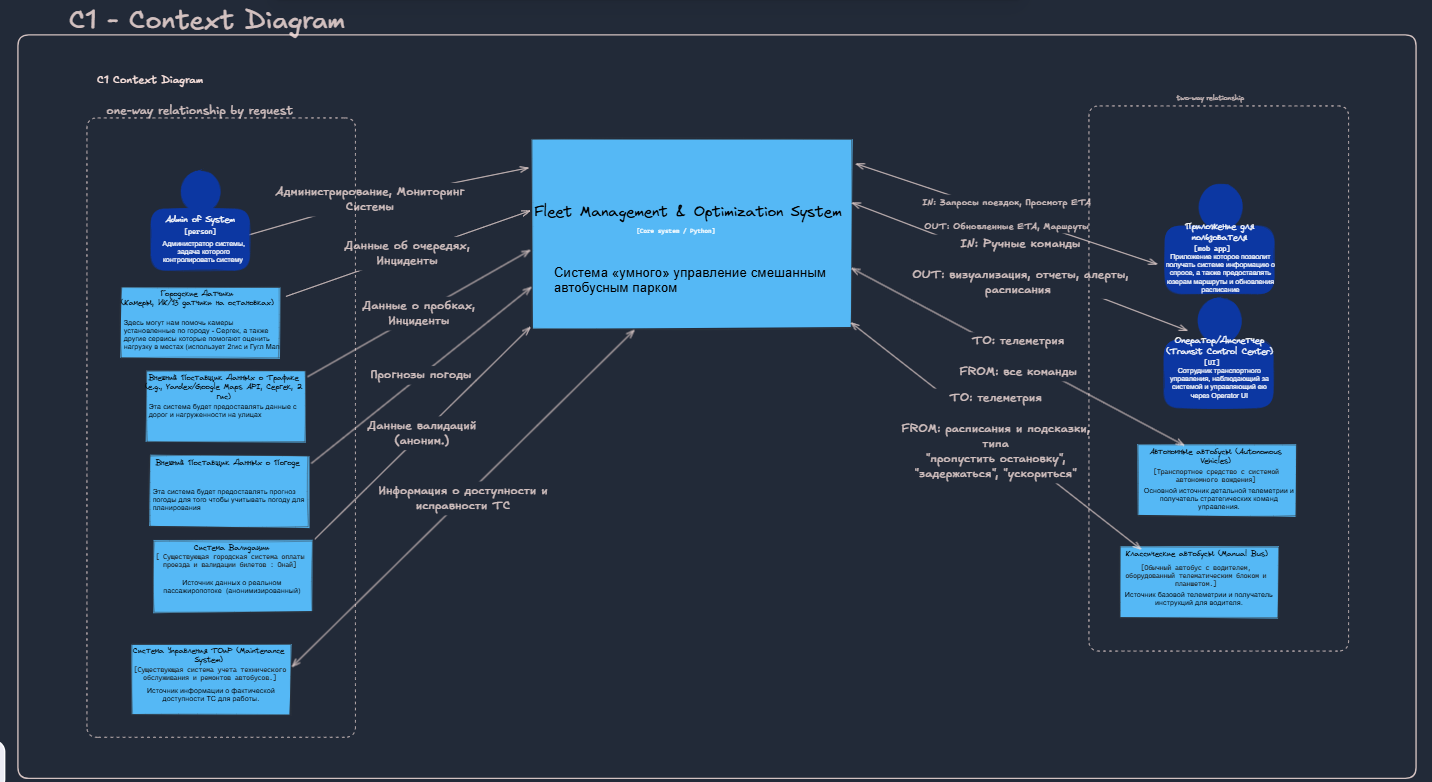 C1 - Context Diagram
C1 Context Diagram
one-way relationship by request
Admin of System
[person]
Администратор системы,
задача которого
контролировать систему
Городские Датчики
(Камеры, ИК/ВЗ датчики на остановках)
Здесь могут нам помочь камеры
установленные по городу - Сергек, а также
другие сервисы которые помогают оценить
нагрузку в местах (использует 2гис и Гугл Мап
Внешний Поставщик Данных о Трафике
e.g., Yandex/Google Maps API, Сергек, 2
гис)
Эта система будет предоставлять данные с
дорог и нагруженности на улицах
Внешний Поставщик Данных о Погоде
Эта система будет предоставлять прогноз
погоды для того чтобы учитывать погоду для
планирования
Система Валидации
[ Существующая городская система оплаты
проезда и валидации билетов : Онай]
Источник данных о реальном
пассажиропотоке (анонимизированный)
Система Управления ТОиР (Maintenance
System)
[Существующая система учета технического
обслуживания и ремонтов автобусов.]
Источник информации о фактической
доступности ТС для работы.
Администрирование, Мониторинг
Системы
Данные об очередях,
Инциденты
Данные о пробках,
Инциденты
Прогнозы погоды
Данные валидаций
(аноним.)
Информация о доступности и
исправности ТС
Fleet Management & Optimization System
[Core system / Python]
Система «умного» управление смешанным
автобусным парком
IN: Запросы поездок, Просмотр ETA
OUT: Обновленные ETA, Маршруты
IN: Ручные команды
OUT: визуализация, отчеты, алерты,
расписания
TO: телеметрия
FROM: все команды
TO: телеметрия
FROM: расписания и подсказки,
типа
"пропустить остановку",
"задержаться", "ускориться"
two-way relationship
Приложение для
пользователя
[mob app]
Приложение которое позволит
получать системе информацию о
спросе, а также предоставлять
юзерам маршруты и обновления
расписание
Оператор/Диспетчер
(Transit Control Center)
[UI]
Сотрудник транспортного
управления, наблюдающий за
системой и управляющий ею
через Operator UI
Автономные автобусы (Autonomous
Vehicles)
[Транспортное средство с системой
автономного вождения]
Основной источник детальной телеметрии и
получатель стратегических команд
управления.
Классические автобусы (Manual Bus)
[Обычный автобус с водителем,
оборудованный телематическим блоком и
планшетом.]
Источник базовой телеметрии и получатель
инструкций для водителя.